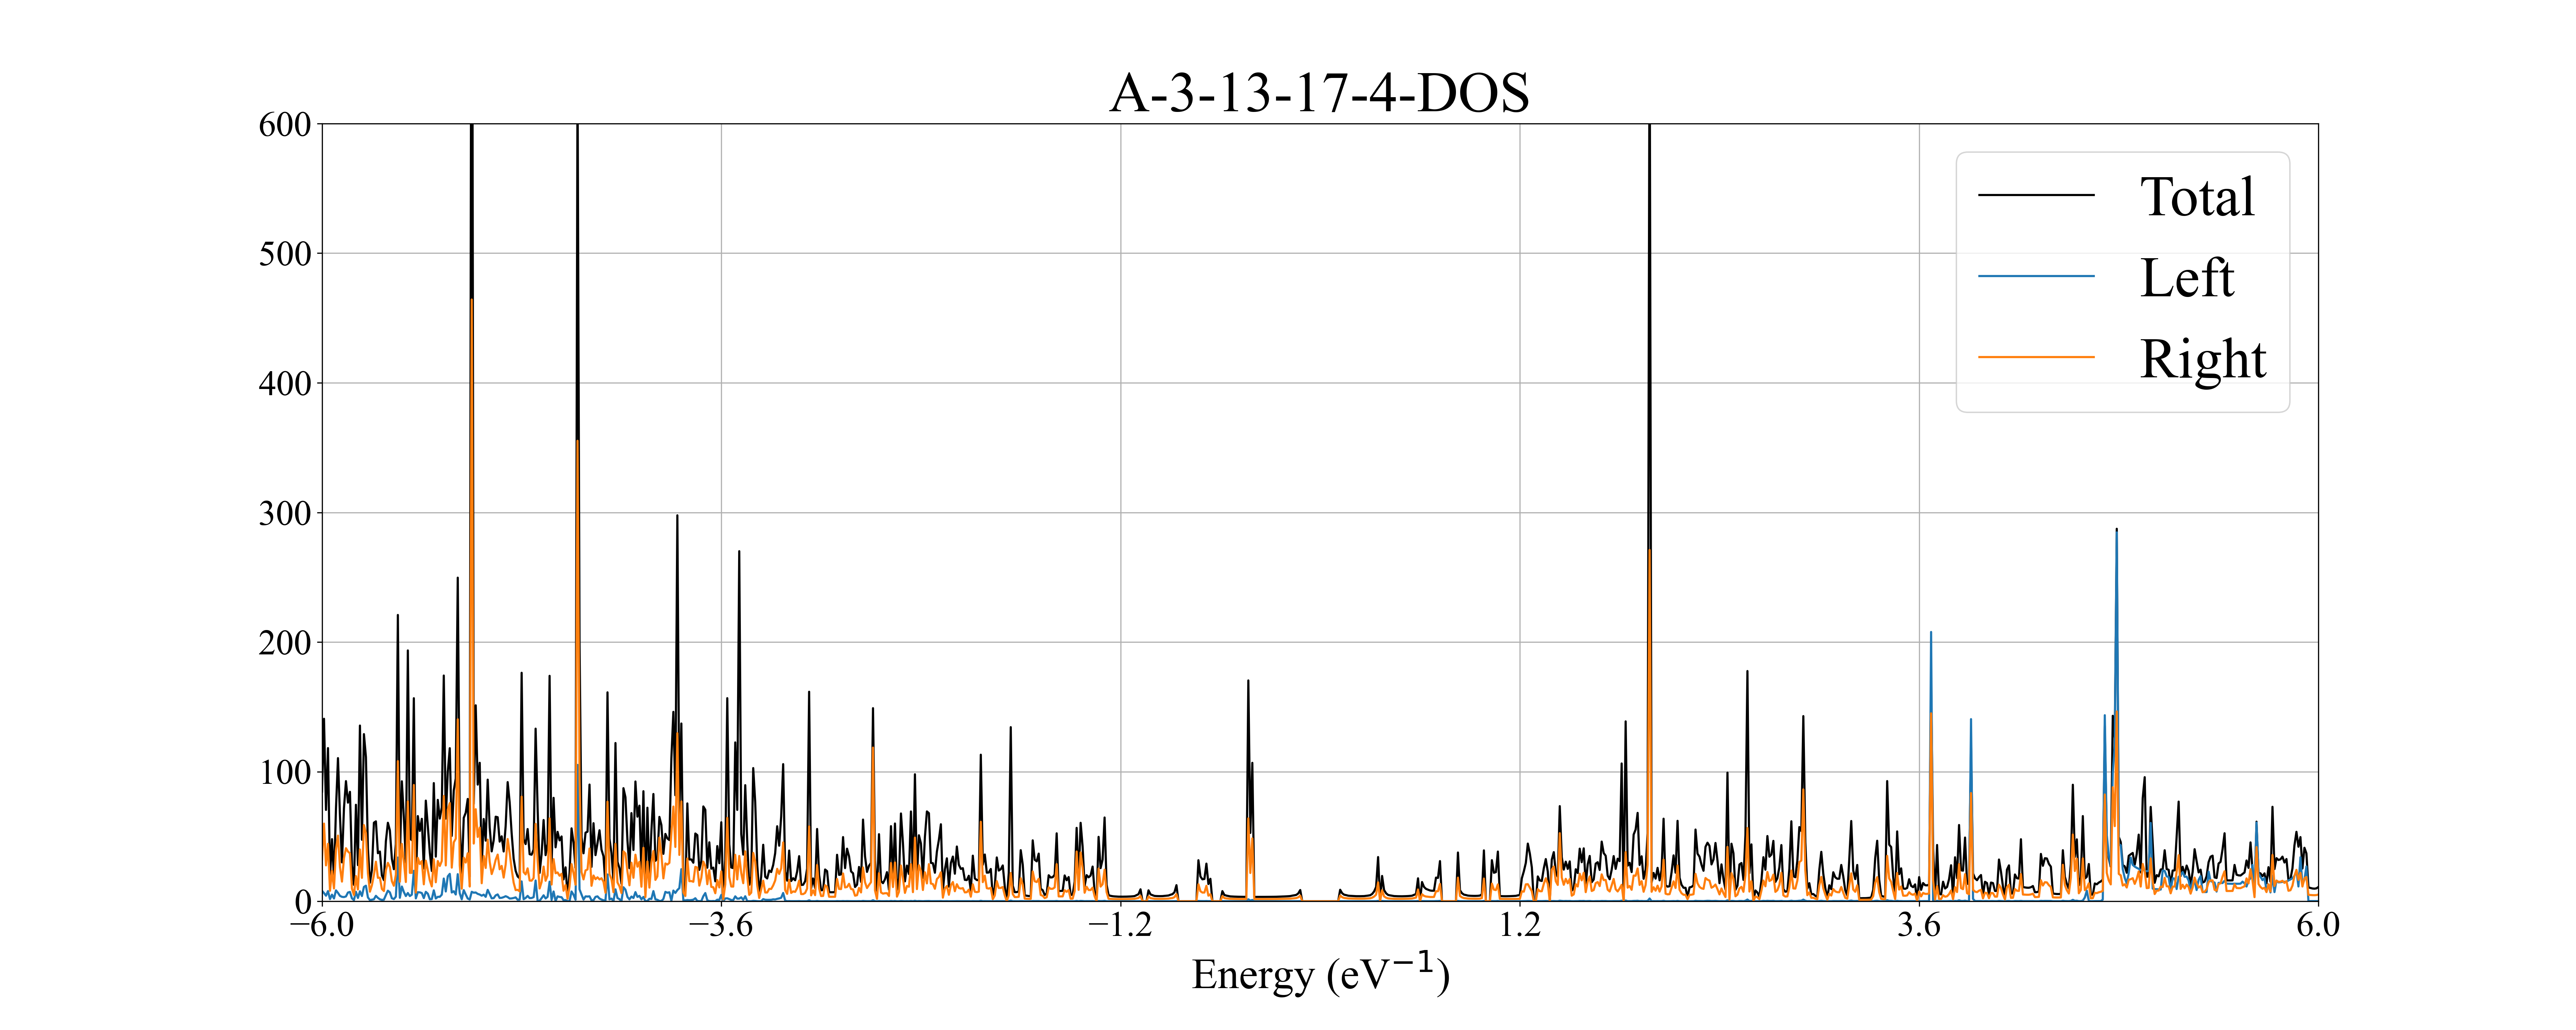 A-3-13-17-4-DOS
600
500
400
300
200
100
0
Total
Left
Right
−6.0 −3.6 −1.2 1.2 3.6 6.0
Energy (eV⁻¹)